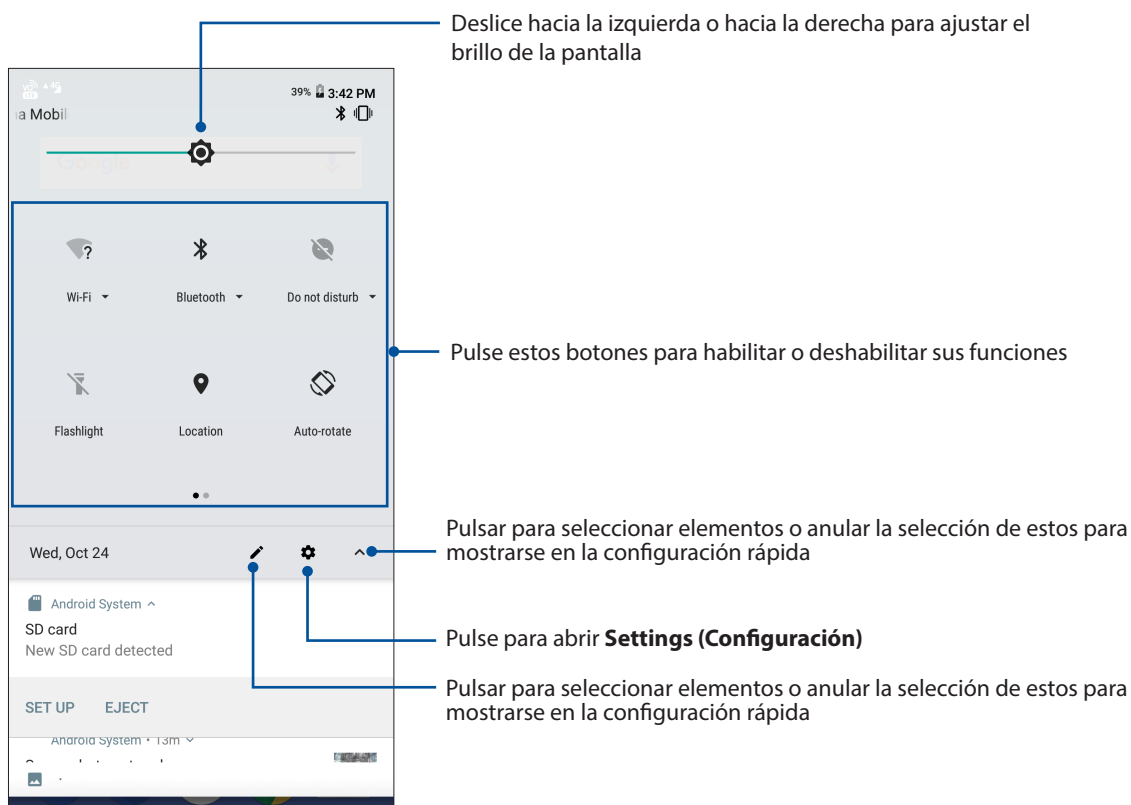 Deslice hacia la izquierda o hacia la derecha para ajustar el
brillo de la pantalla
VoD LTE 4G
39% 3:42 PM
a Mobil
Google
?
Wi-Fi
Bluetooth
Do not disturb
Pulse estos botones para habilitar o deshabilitar sus funciones
Flashlight
Location
Auto-rotate
Pulsar para seleccionar elementos o anular la selección de estos para
mostrarse en la configuración rápida
Wed, Oct 24
Android System
SD card
New SD card detected
Pulse para abrir Settings (Configuración)
Pulsar para seleccionar elementos o anular la selección de estos para
mostrarse en la configuración rápida
SET UP EJECT
Android System • 13m